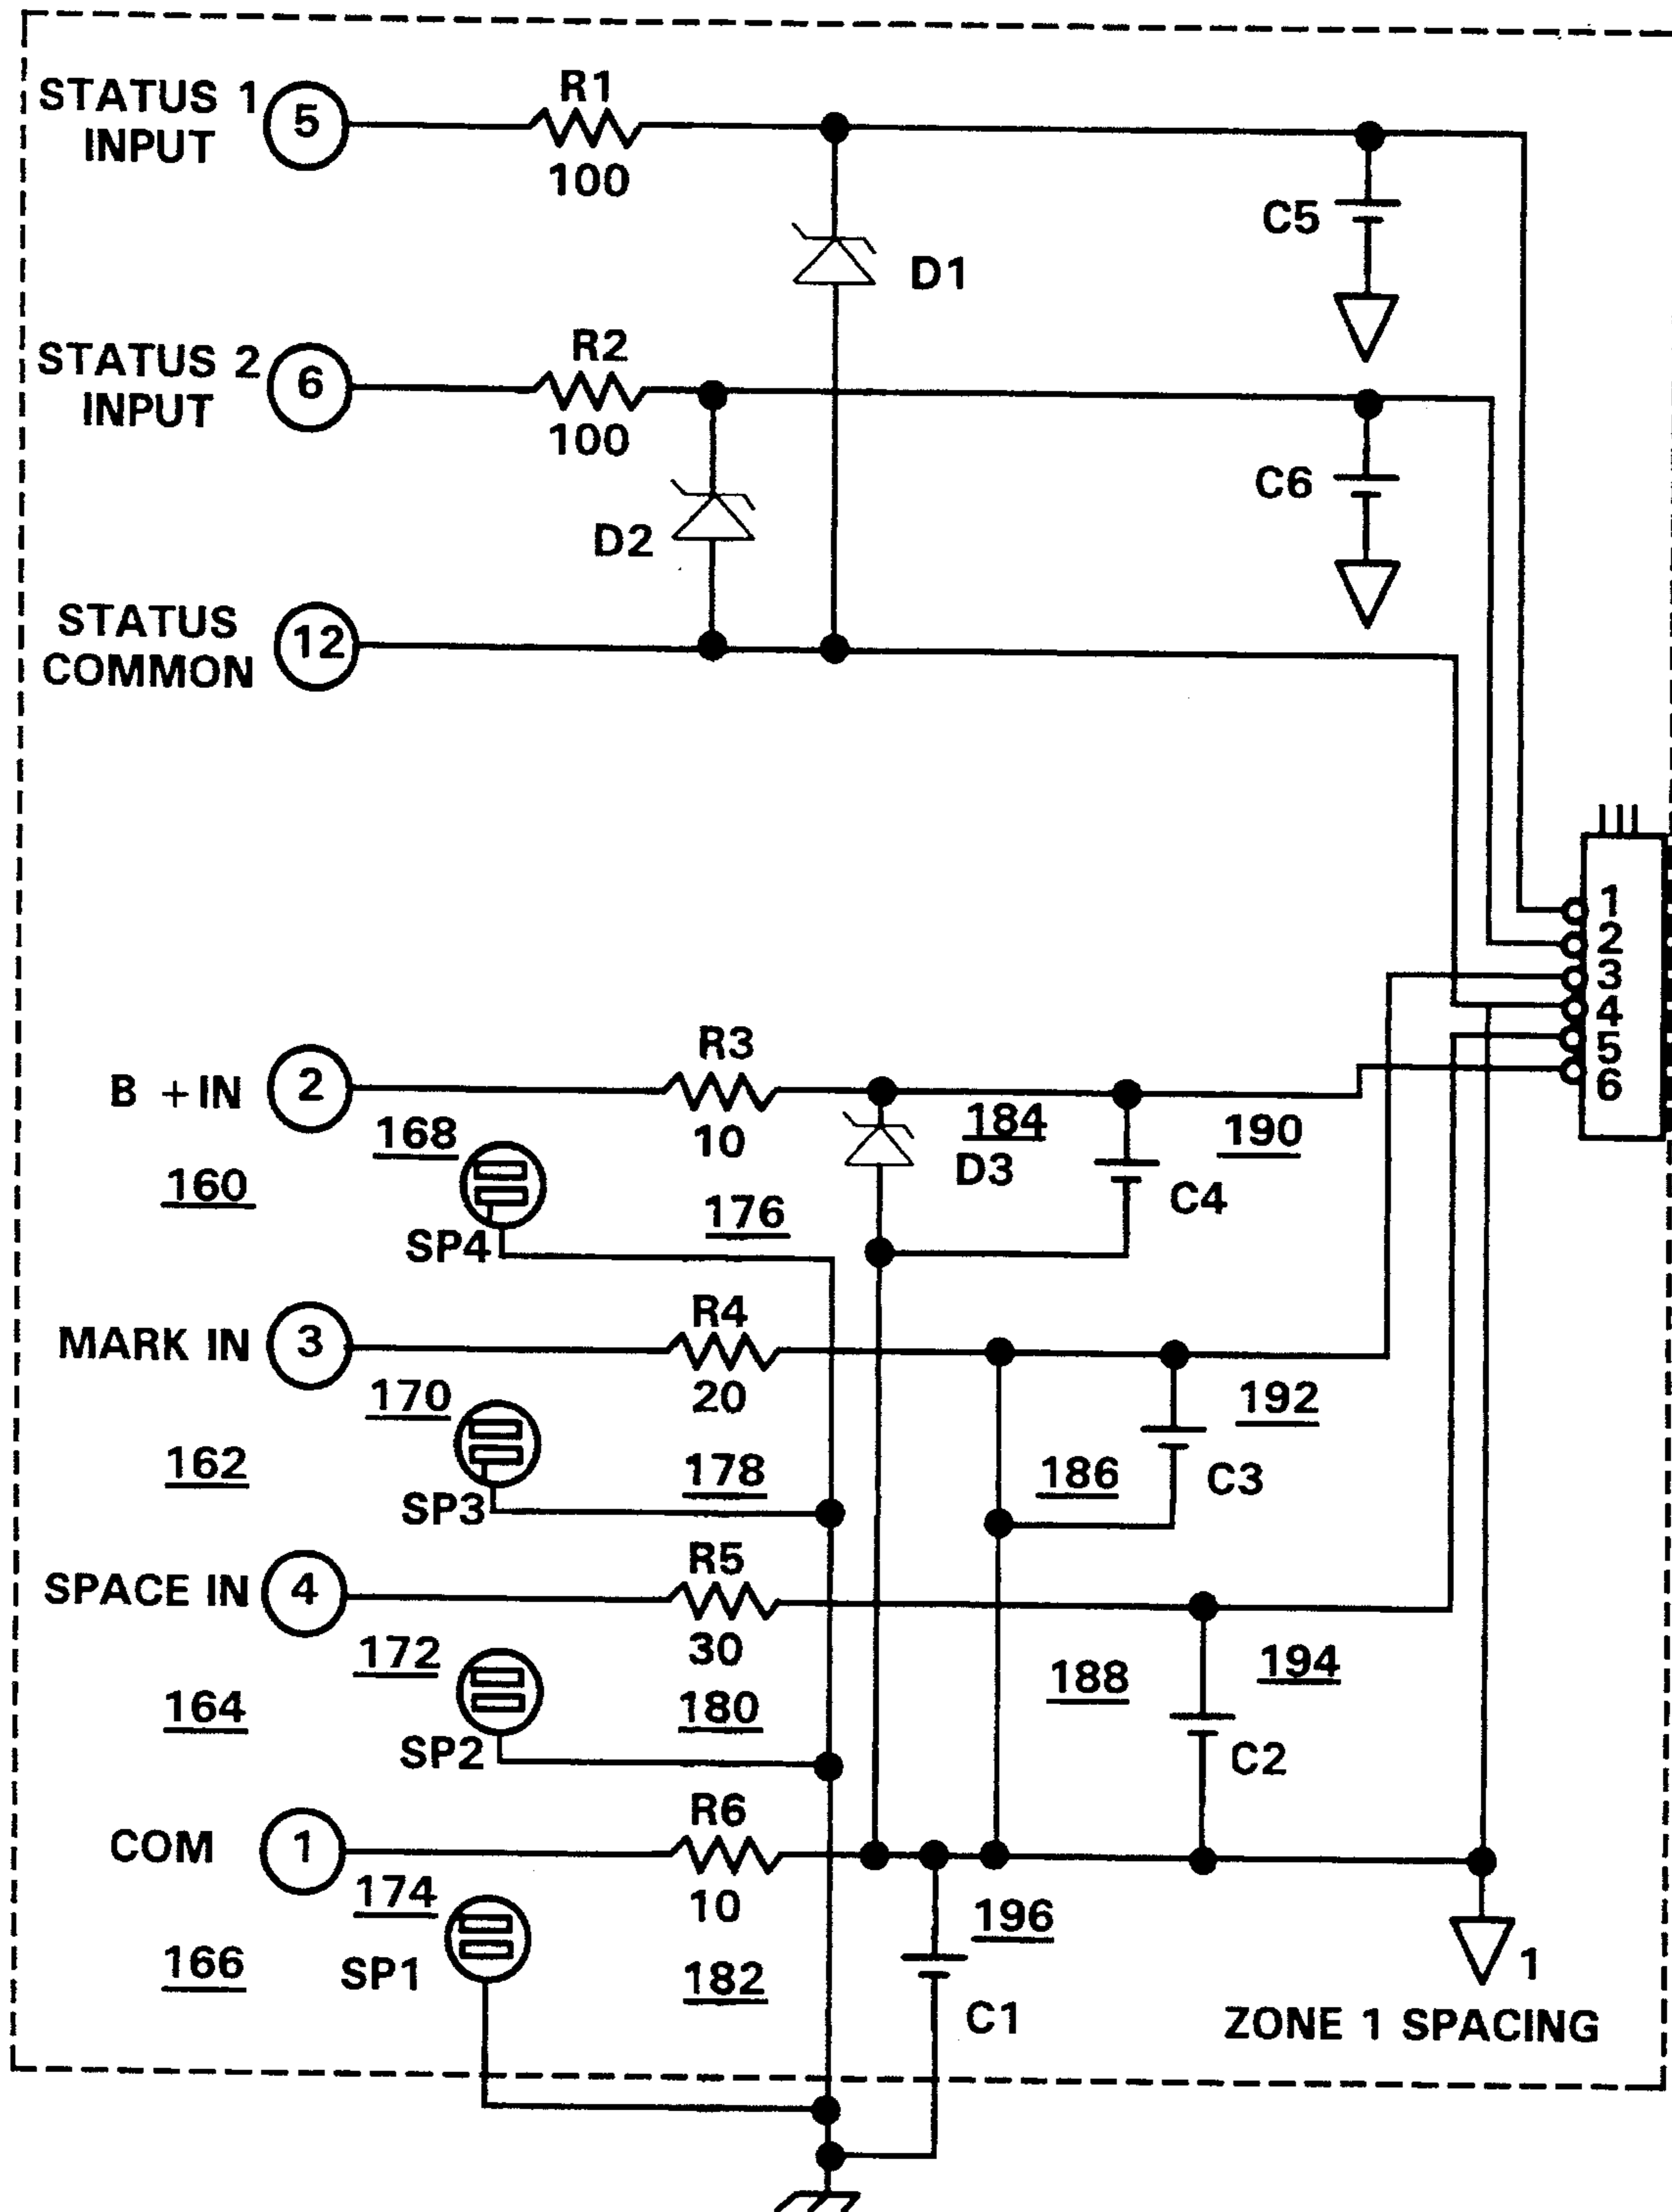 STATUS 1
INPUT
5
R1
100
C5
D1
STATUS 2
INPUT
6
R2
100
C6
D2
STATUS
COMMON
12
1
2
3
4
5
6
B +IN
2
R3
10
168
184
D3
190
160
C4
176
SP4
MARK IN
3
R4
20
170
192
162
178
186
C3
SP3
SPACE IN
4
R5
30
172
188
194
164
180
SP2
C2
COM
1
R6
10
174
196
166
SP1
182
C1
1
ZONE 1 SPACING